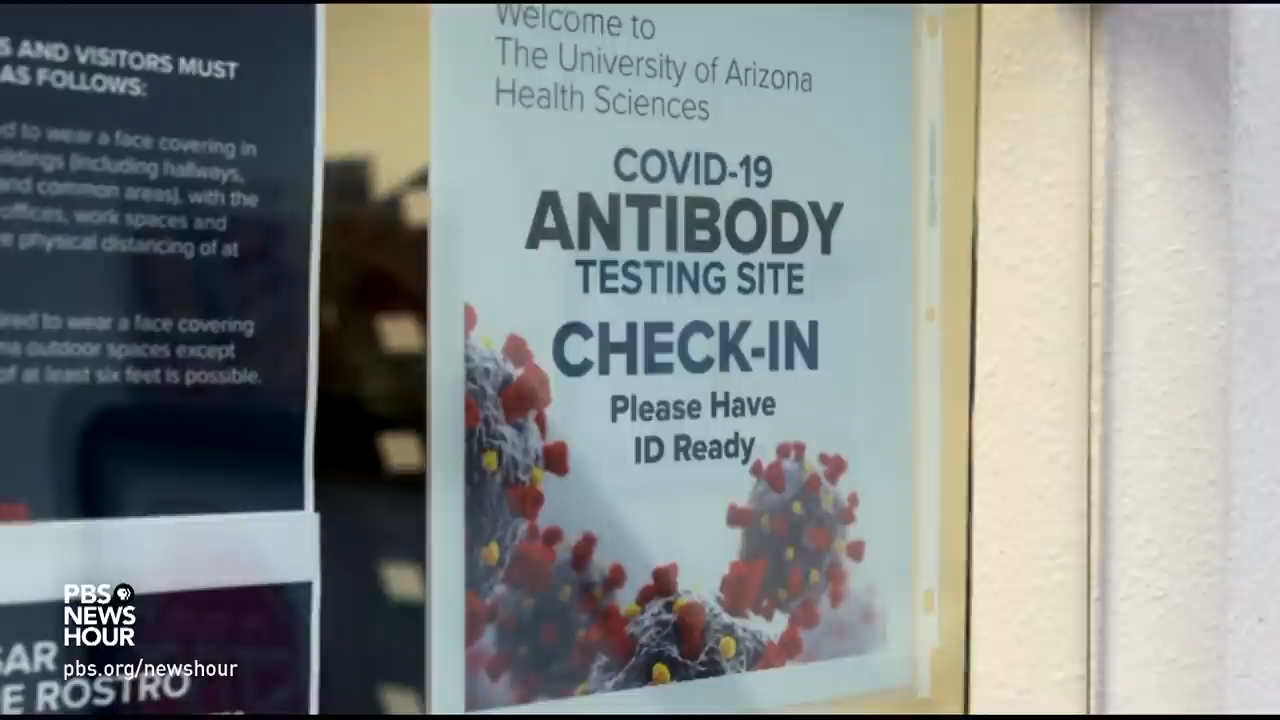 S AND VISITORS MUST
AS FOLLOWS:
ed to wear a face covering in
ildings (including hallways,
and common areas), with the
offices, work spaces and
e physical distancing of at
ired to wear a face covering
outdoor spaces except
of at least six feet is possible.
Welcome to
The University of Arizona
Health Sciences
COVID-19
ANTIBODY
TESTING SITE
CHECK-IN
Please Have
ID Ready
GAR
E ROSTRO
PBS
NEWS
HOUR
pbs.org/newshour